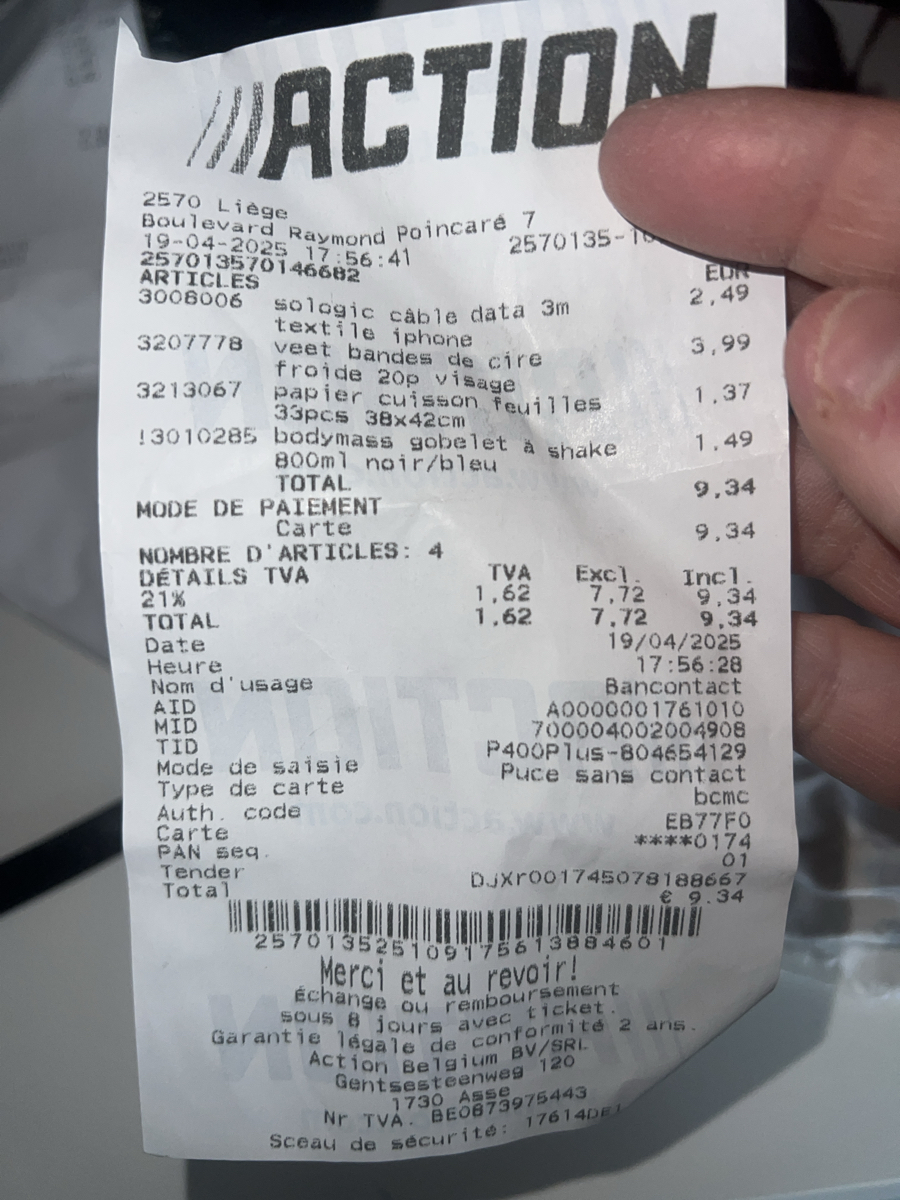 ACTION
2570 Liège
Boulevard Raymond Poincaré 7
19-04-2025 17:56:41 2570135-
257013570146682
ARTICLES EUR
3008006 sologic câble data 3m 2,49
textile iphone
3207778 veet bandes de cire 3,99
froide 20p visage
3213067 papier cuisson feuilles 1,37
33pcs 38x42cm
!3010285 bodymass gobelet à shake 1,49
800ml noir/bleu
TOTAL 9,34
MODE DE PAIEMENT
Carte 9,34
NOMBRE D'ARTICLES: 4
DÉTAILS TVA TVA Excl. Incl.
21% 1,62 7,72 9,34
TOTAL 1,62 7,72 9,34
Date 19/04/2025
Heure 17:56:28
Nom d'usage Bancontact
AID A0000001761010
MID 700004002004908
TID P400Plus-804654129
Mode de saisie Puce sans contact
Type de carte bcmc
Auth. code EB77F0
Carte ****0174
PAN seq. 01
Tender DJXr001745078188667
Total € 9.34
257013525109175613884601
Merci et au revoir!
Échange ou remboursement
sous 8 jours avec ticket.
Garantie légale de conformité 2 ans.
Action Belgium BV/SRL
Gentsesteenweg 120
1730 Asse
Nr TVA. BE0873975443
Sceau de sécurité: